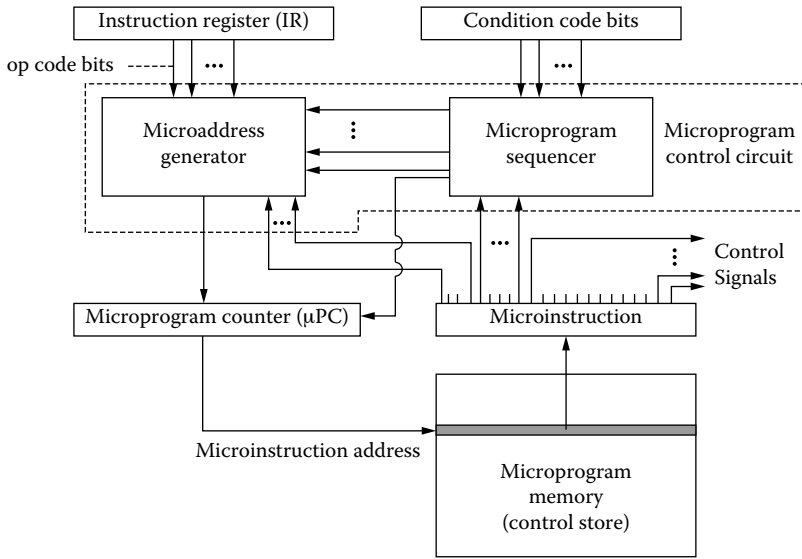 Instruction register (IR)
Condition code bits
op code bits
Microaddress
generator
Microprogram
sequencer
Microprogram
control circuit
Control
Signals
Microprogram counter (µPC)
Microinstruction
Microinstruction address
Microprogram
memory
(control store)